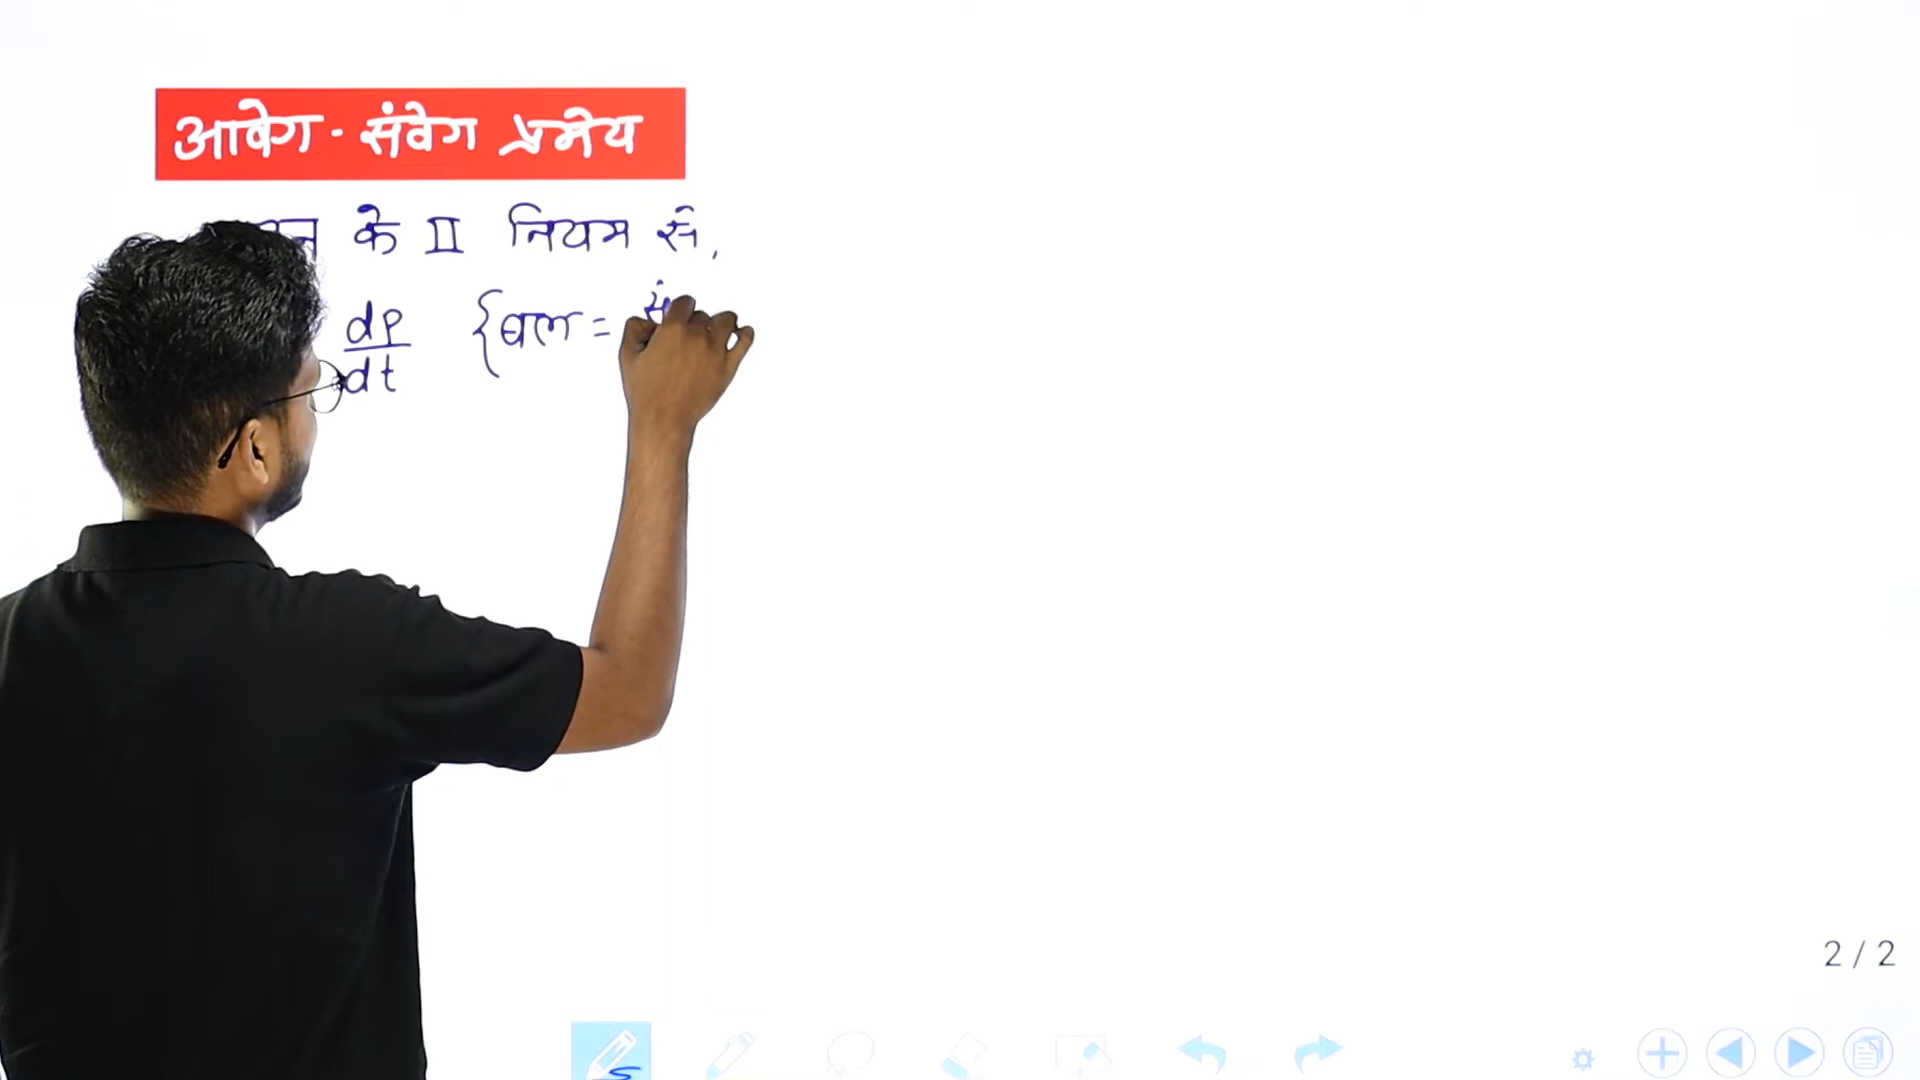 आवेग - संवेग प्रमेय
के II नियम से,
dp
dt
{बल =
2 / 2